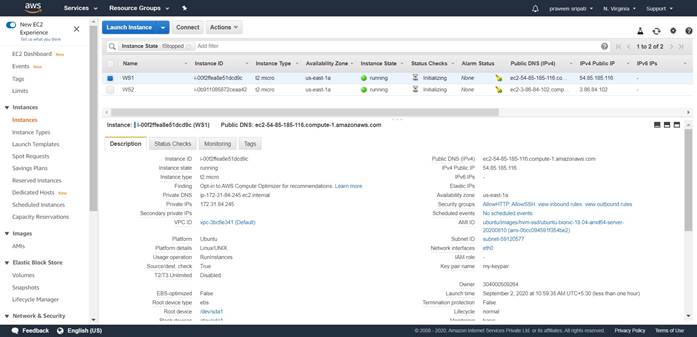 aws Services Resource Groups praveen sripati N. Virginia Support
New EC2 Experience
Tell us what you think
EC2 Dashboard New
Events New
Tags
Limits
Instances
Instances
Instance Types
Launch Templates
Spot Requests
Savings Plans
Reserved Instances
Dedicated Hosts New
Scheduled Instances
Capacity Reservations
Images
AMIs
Elastic Block Store
Volumes
Snapshots
Lifecycle Manager
Network & Security
Launch Instance Connect Actions
Instance State : !Stopped Add filter 1 to 2 of 2
Name Instance ID Instance Type Availability Zone Instance State Status Checks Alarm Status Public DNS (IPv4) IPv4 Public IP IPv6 IPs
WS1 i-00f2ffea8e51dcd9c t2.micro us-east-1a running Initializing None ec2-54-85-185-116.co... 54.85.185.116 -
WS2 t2.micro us-east-1a running Initializing None ec2-3-86-84-102.comp... 3.86.84.102 -
Instance: i-00f2ffea8e51dcd9c (WS1) Public DNS: ec2-54-85-185-116.compute-1.amazonaws.com
Description Status Checks Monitoring Tags
Instance ID i-00f2ffea8e51dcd9c Public DNS (IPv4) ec2-54-85-185-116.compute-1.amazonaws.com
Instance state running IPv4 Public IP 54.85.185.116
Instance type t2.micro IPv6 IPs -
Finding Opt-in to AWS Compute Optimizer for recommendations. Learn more Elastic IPs
Private DNS ip-172-31-84-245.ec2.internal Availability zone us-east-1a
Private IPs 172.31.84.245 Security groups AllowHTTP, AllowSSH. view inbound rules. view outbound rules
Secondary private IPs Scheduled events No scheduled events
VPC ID vpc-3bd5e341 (Default) AMI ID ubuntu/images/hvm-ssd/ubuntu-bionic-18.04-amd64-server-20200810
Platform Ubuntu Subnet ID subnet-59120577
Platform details Linux/UNIX Network interfaces eth0
Usage operation RunInstances IAM role -
Source/dest. check True Key pair name my-keypair
T2/T3 Unlimited Disabled
Owner 304000509264
EBS-optimized False Launch time September 2, 2020 at 10:59:35 AM UTC+5:30 (less than one hour)
Root device type ebs Termination protection False
Root device /dev/sda1 Lifecycle normal
Feedback English (US) © 2008 - 2020, Amazon Internet Services Private Ltd. or its affiliates. All rights reserved. Privacy Policy Terms of Use